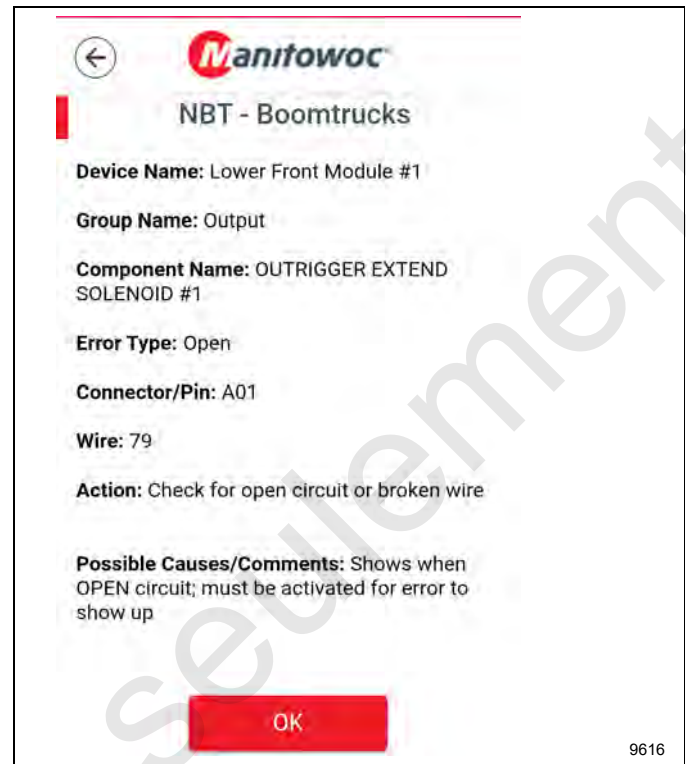 Manitowoc
NBT - Boomtrucks
Device Name: Lower Front Module #1
Group Name: Output
Component Name: OUTRIGGER EXTEND
SOLENOID #1
Error Type: Open
Connector/Pin: A01
Wire: 79
Action: Check for open circuit or broken wire
Possible Causes/Comments: Shows when
OPEN circuit; must be activated for error to
show up
OK
9616
seulement